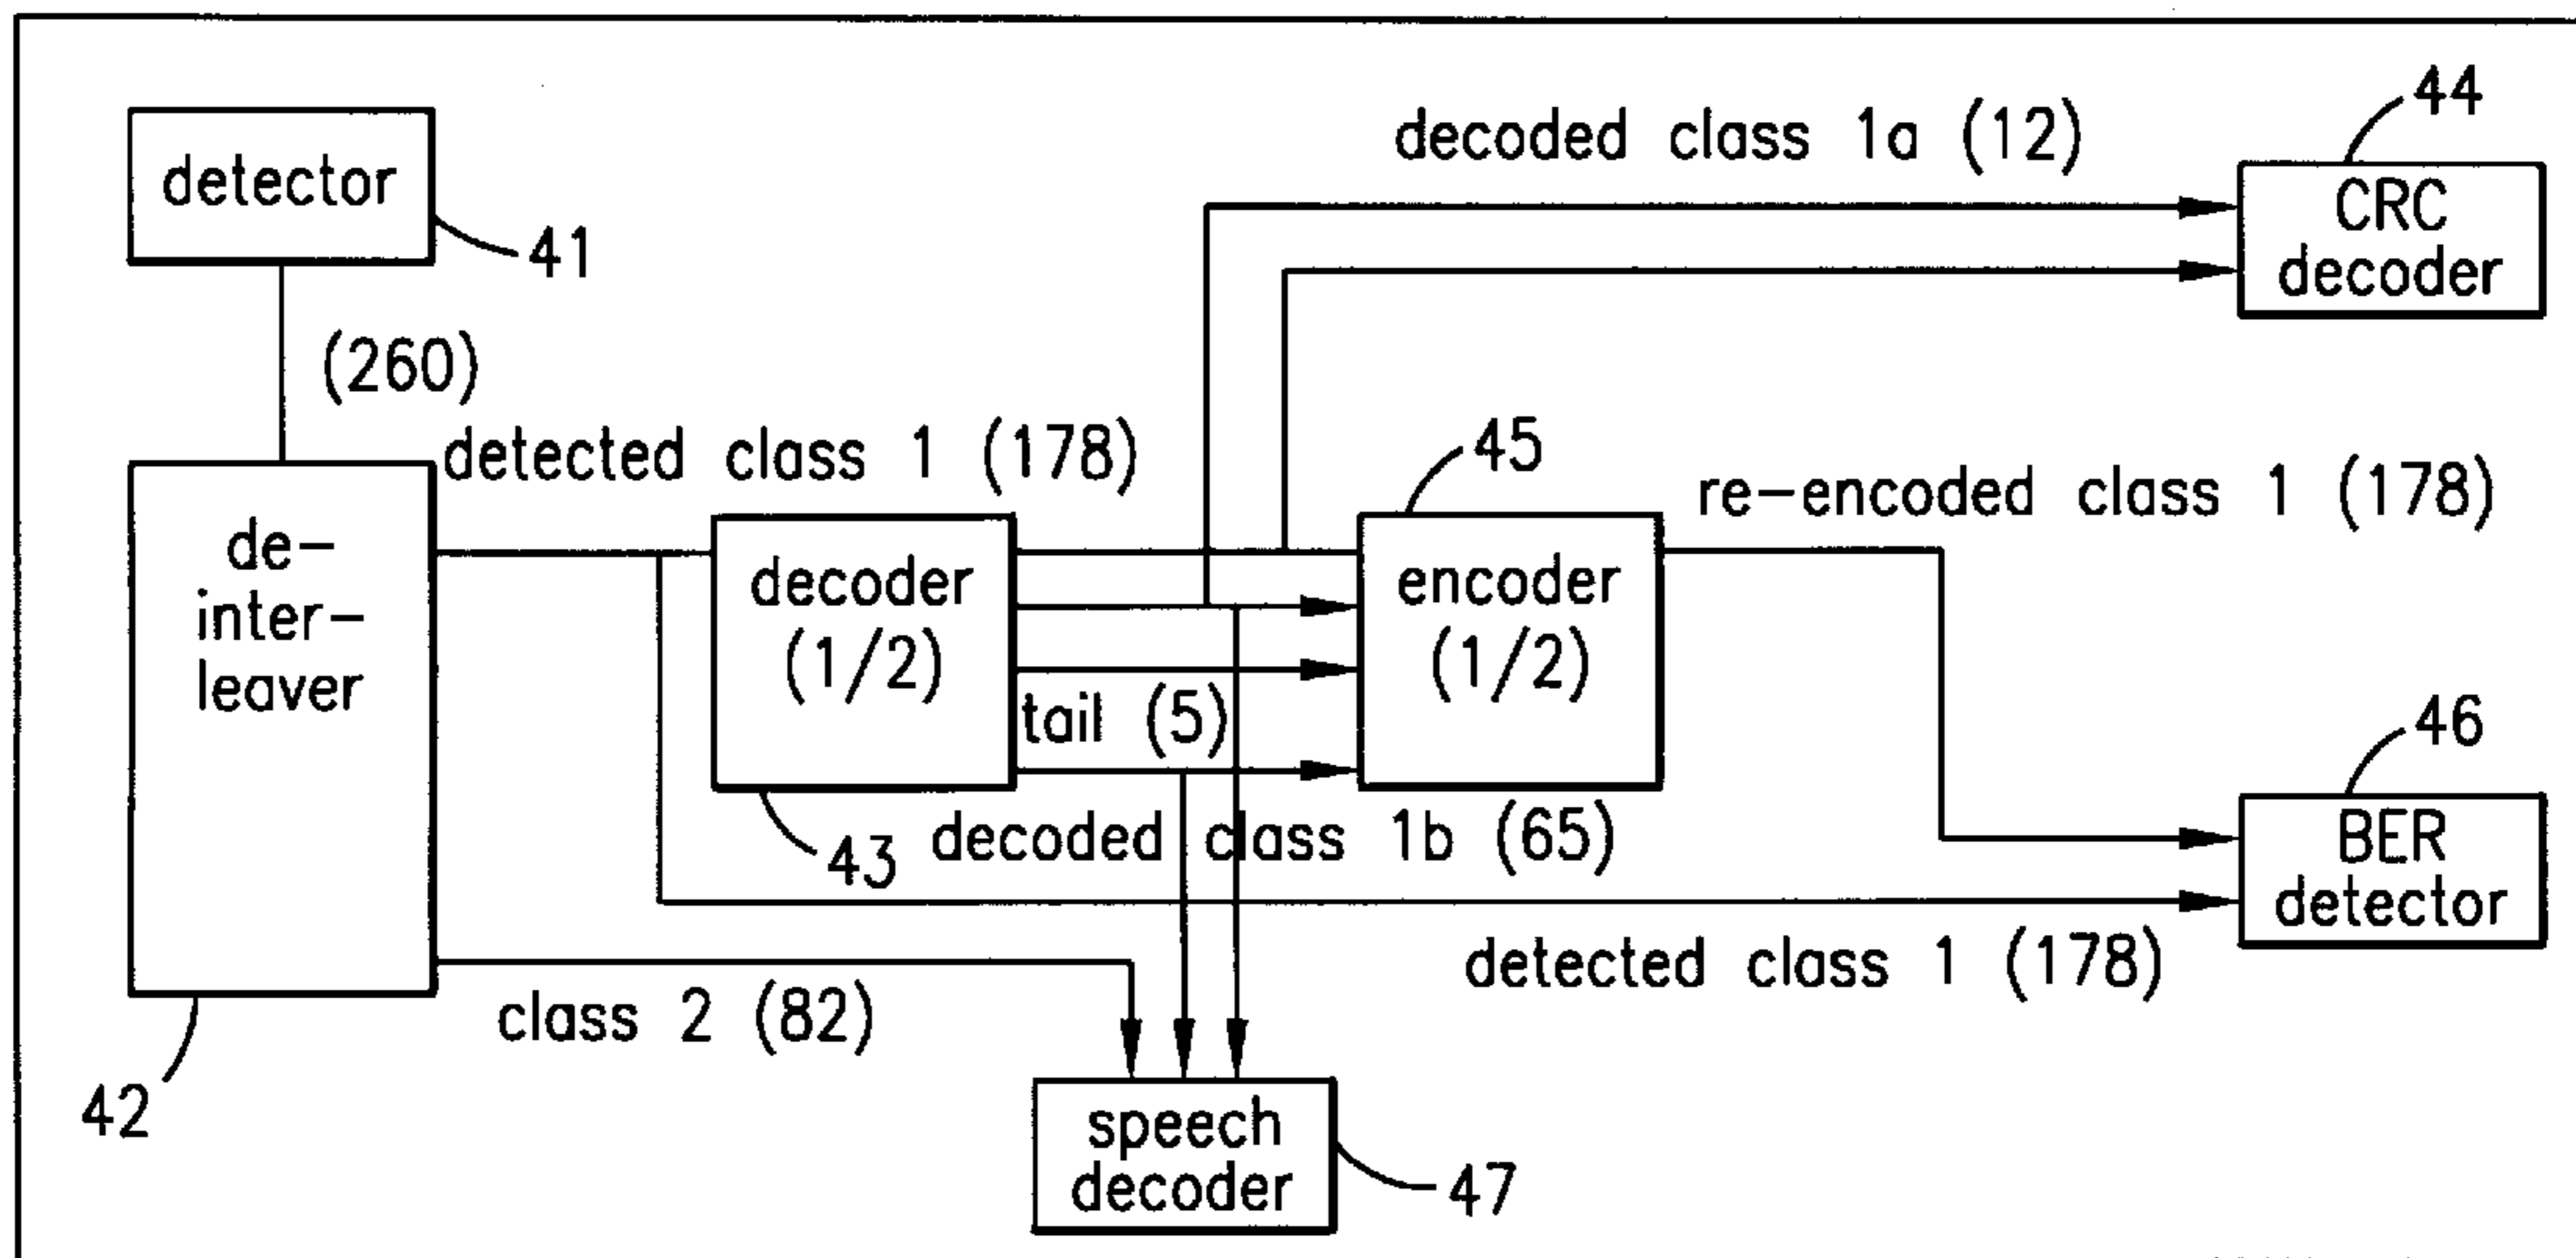 44
decoded class 1a (12)
detector
CRC
decoder
41
(260)
45
detected class 1 (178)
re-encoded class 1 (178)
de-
inter-
leaver
decoder
(1/2)
encoder
(1/2)
tail (5)
46
43
decoded class 1b (65)
BER
detector
detected class 1 (178)
class 2 (82)
42
speech
decoder
47